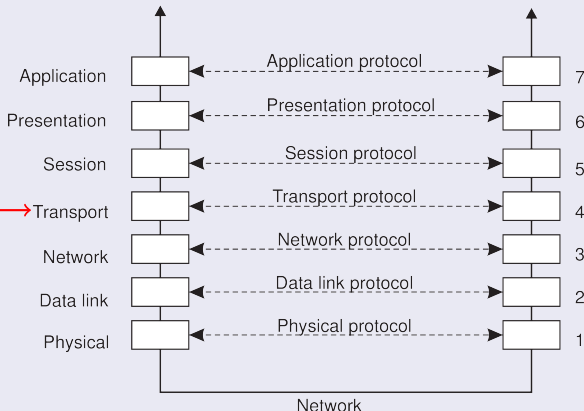 Application Application protocol 7
Presentation Presentation protocol 6
Session Session protocol 5
Transport Transport protocol 4
Network Network protocol 3
Data link Data link protocol 2
Physical Physical protocol 1
Network